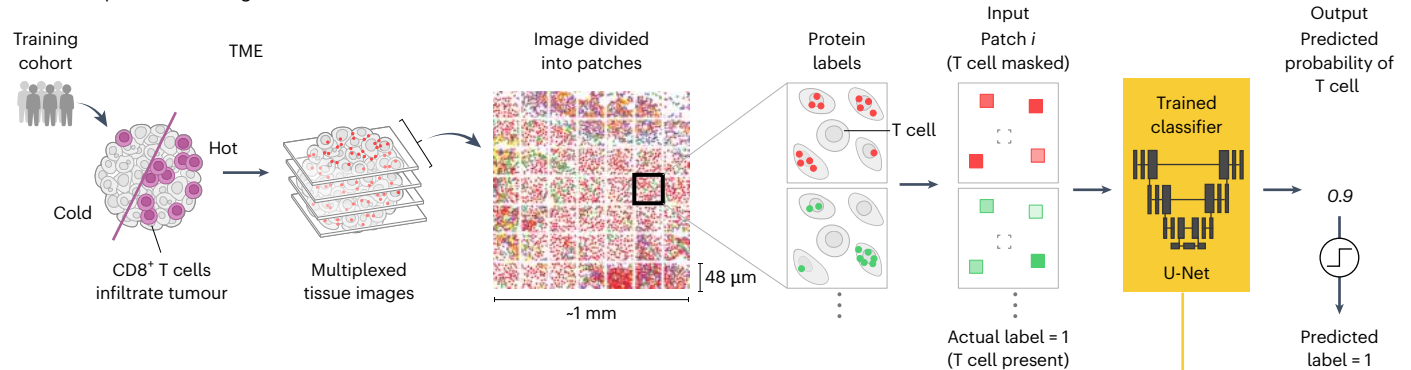 Training
cohort
TME
Hot
Cold
CD8+ T cells
infiltrate tumour
Multiplexed
tissue images
Image divided
into patches
48 µm
~1 mm
Protein
labels
T cell
Input
Patch i
(T cell masked)
Actual label = 1
(T cell present)
Trained
classifier
U-Net
Output
Predicted
probability of
T cell
0.9
Predicted
label = 1